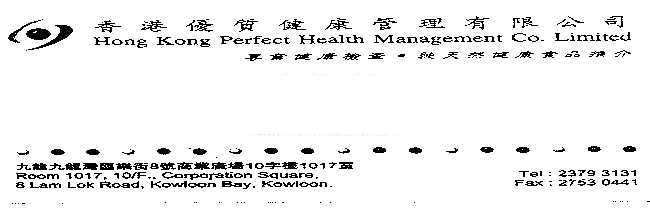 香港優質健康管理有限公司
Hong Kong Perfect Health Management Co. Limited
專業健康檢查•純天然健康食品推介
九龍九龍灣臨樂街8號商業廣場10字樓1017室
Room 1017, 10/F., Corporation Square,
8 Lam Lok Road, Kowloon Bay, Kowloon.
Tel : 2379 3131
Fax : 2753 0441